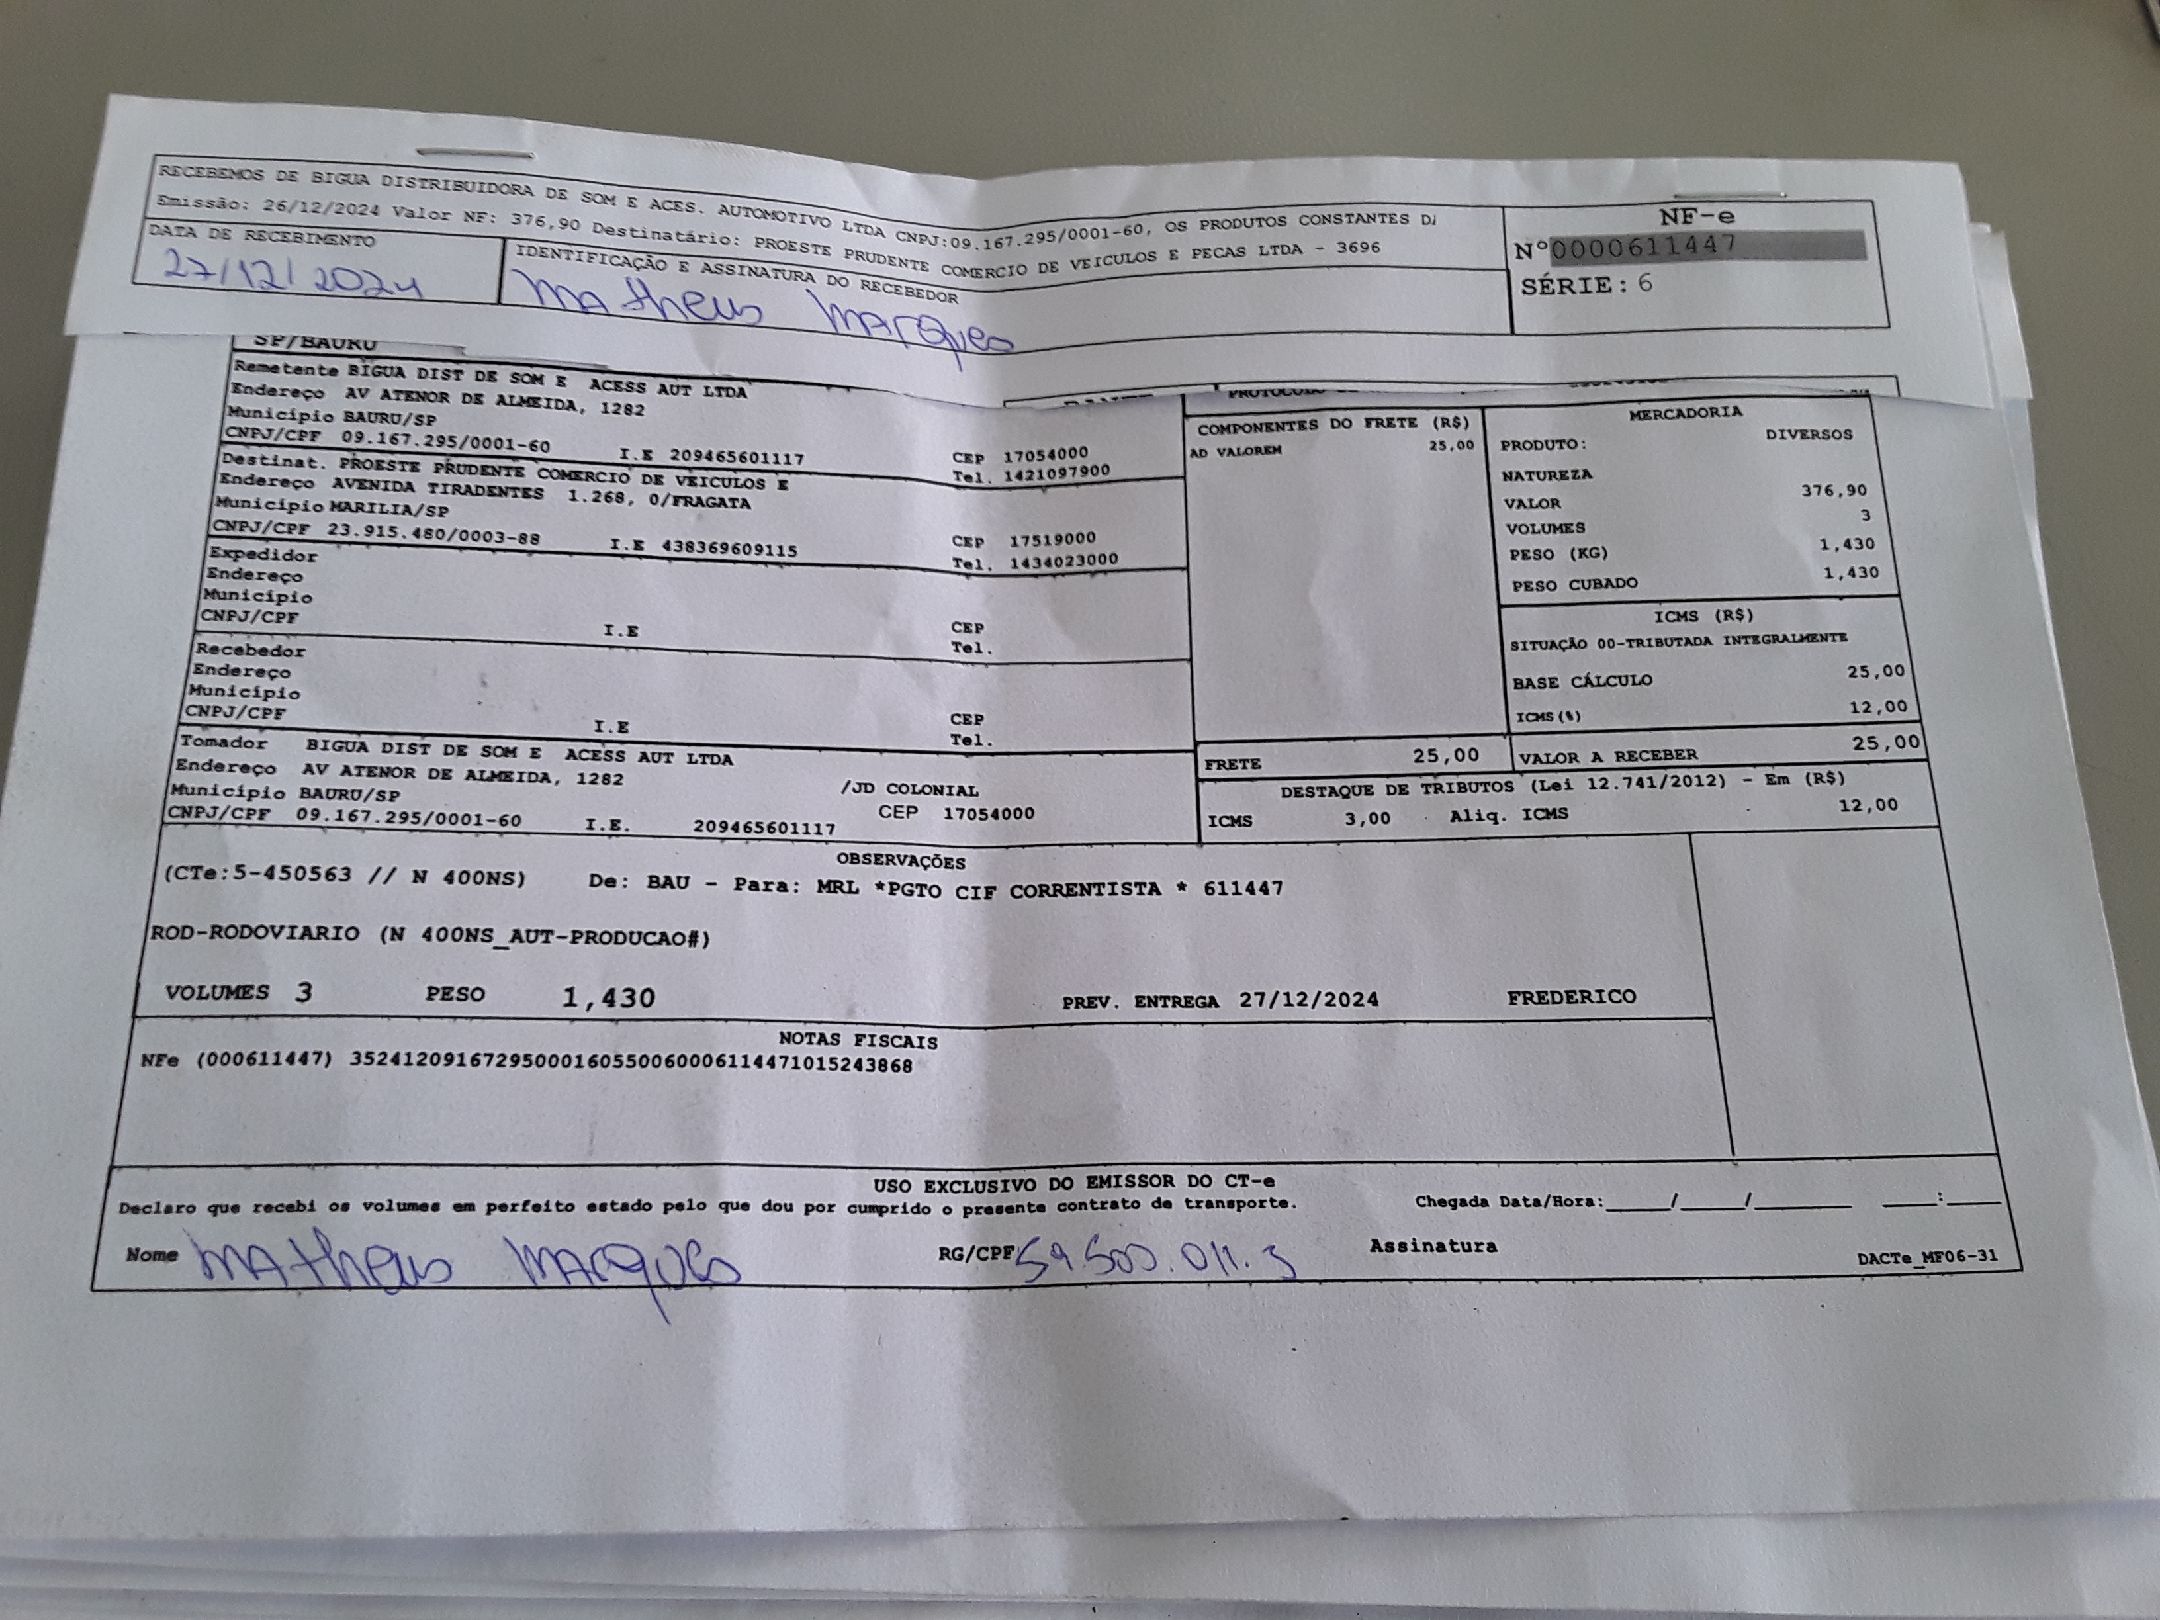 RECEBEMOS DE BIGUA DISTRIBUIDORA DE SOM E ACES. AUTOMOTIVO LTDA CNPJ:09.167.295/0001-60, OS PRODUTOS CONSTANTES DA
Emissão: 26/12/2024 Valor NF: 376,90 Destinatário: PROESTE PRUDENTE COMERCIO DE VEICULOS E PECAS LTDA - 3696
DATA DE RECEBIMENTO
27/12/2024
IDENTIFICAÇÃO E ASSINATURA DO RECEBEDOR
Matheus Marques
NF-e
Nº0000611447
SÉRIE: 6
SP/BAURU
Remetente BIGUA DIST DE SOM E ACESS AUT LTDA
Endereço AV ATENOR DE ALMEIDA, 1282
Município BAURU/SP
CNPJ/CPF 09.167.295/0001-60 I.E 209465601117 CEP 17054000
Tel. 1421097900
Destinat. PROESTE PRUDENTE COMERCIO DE VEICULOS E
Endereço AVENIDA TIRADENTES 1.268, 0/FRAGATA
Município MARILIA/SP
CNPJ/CPF 23.915.480/0003-88 I.E 438369609115 CEP 17519000
Tel. 1434023000
Expedidor
Endereço
Município
CNPJ/CPF I.E CEP
Tel.
Recebedor
Endereço
Município
CNPJ/CPF I.E CEP
Tel.
Tomador BIGUA DIST DE SOM E ACESS AUT LTDA
Endereço AV ATENOR DE ALMEIDA, 1282 /JD COLONIAL
Município BAURU/SP CEP 17054000
CNPJ/CPF 09.167.295/0001-60 I.E. 209465601117
COMPONENTES DO FRETE (R$)
AD VALOREM 25,00
MERCADORIA
PRODUTO: DIVERSOS
NATUREZA
VALOR 376,90
VOLUMES 3
PESO (KG) 1,430
PESO CUBADO 1,430
ICMS (R$)
SITUAÇÃO 00-TRIBUTADA INTEGRALMENTE
BASE CÁLCULO 25,00
ICMS(%) 12,00
FRETE 25,00 VALOR A RECEBER 25,00
DESTAQUE DE TRIBUTOS (Lei 12.741/2012) - Em (R$)
ICMS 3,00 Aliq. ICMS 12,00
OBSERVAÇÕES
(CTe:5-450563 // N 400NS) De: BAU - Para: MRL *PGTO CIF CORRENTISTA * 611447
ROD-RODOVIARIO (N 400NS_AUT-PRODUCAO#)
VOLUMES 3 PESO 1,430 PREV. ENTREGA 27/12/2024 FREDERICO
NOTAS FISCAIS
NFe (000611447) 35241209167295000160550060006114471015243868
USO EXCLUSIVO DO EMISSOR DO CT-e
Declaro que recebi os volumes em perfeito estado pelo que dou por cumprido o presente contrato de transporte. Chegada Data/Hora:____/____/______ ____:____
Nome Matheus Marques RG/CPF 59 500.011.3 Assinatura
DACTe_MF06-31